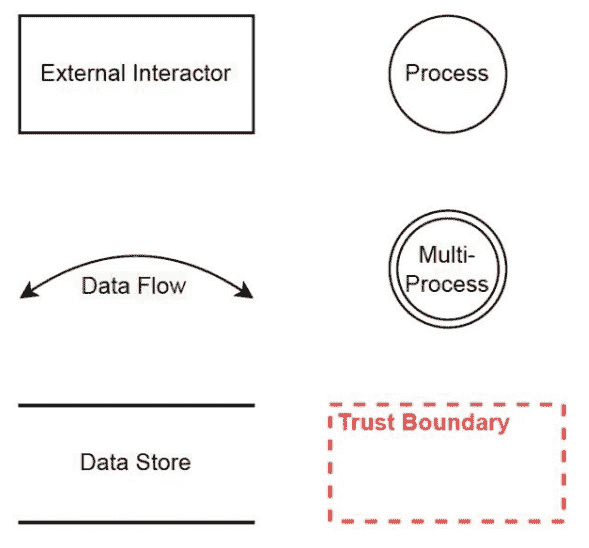 External Interactor
Process
Data Flow
Multi-
Process
Data Store
Trust Boundary